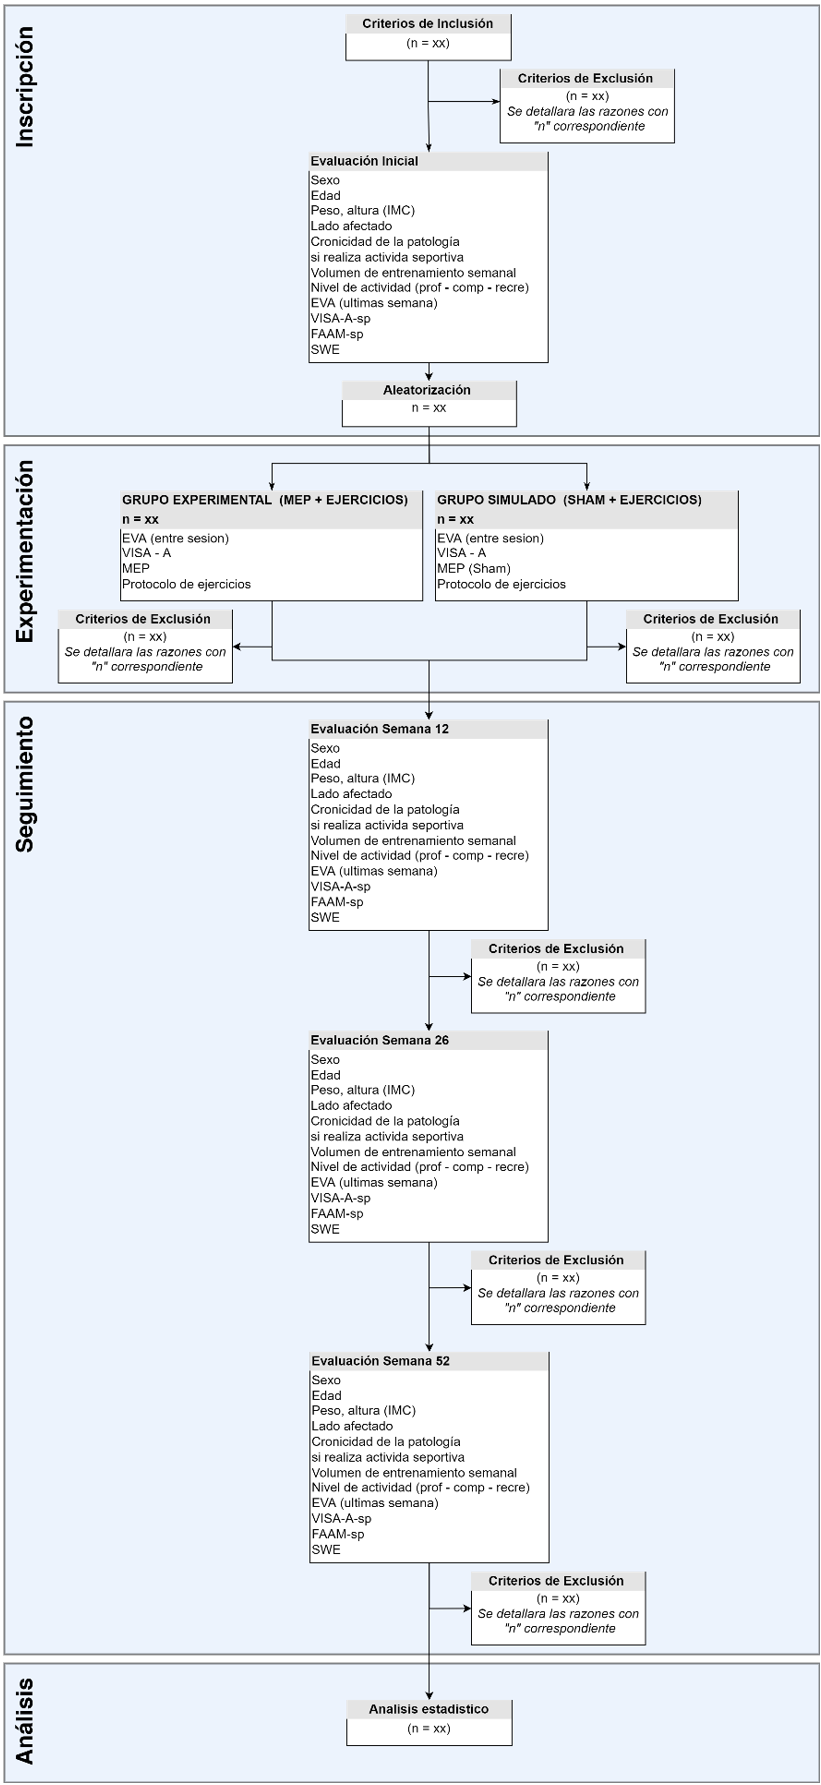 Inscripción
Criterios de Inclusión
(n = xx)
Criterios de Exclusión
(n = xx)
Se detallara las razones con
"n" correspondiente
Evaluación Inicial
Sexo
Edad
Peso, altura (IMC)
Lado afectado
Cronicidad de la patología
si realiza activida seportiva
Volumen de entrenamiento semanal
Nivel de actividad (prof - comp - recre)
EVA (ultimas semana)
VISA-A-sp
FAAM-sp
SWE
Aleatorización
n = xx
Experimentación
GRUPO EXPERIMENTAL (MEP + EJERCICIOS)
n = xx
EVA (entre sesion)
VISA - A
MEP
Protocolo de ejercicios
GRUPO SIMULADO (SHAM + EJERCICIOS)
n = xx
EVA (entre sesion)
VISA - A
MEP (Sham)
Protocolo de ejercicios
Criterios de Exclusión
(n = xx)
Se detallara las razones con
"n" correspondiente
Criterios de Exclusión
(n = xx)
Se detallara las razones con
"n" correspondiente
Seguimiento
Evaluación Semana 12
Sexo
Edad
Peso, altura (IMC)
Lado afectado
Cronicidad de la patología
si realiza activida seportiva
Volumen de entrenamiento semanal
Nivel de actividad (prof - comp - recre)
EVA (ultimas semana)
VISA-A-sp
FAAM-sp
SWE
Criterios de Exclusión
(n = xx)
Se detallara las razones con
"n" correspondiente
Evaluación Semana 26
Sexo
Edad
Peso, altura (IMC)
Lado afectado
Cronicidad de la patología
si realiza activida seportiva
Volumen de entrenamiento semanal
Nivel de actividad (prof - comp - recre)
EVA (ultimas semana)
VISA-A-sp
FAAM-sp
SWE
Criterios de Exclusión
(n = xx)
Se detallara las razones con
"n" correspondiente
Evaluación Semana 52
Sexo
Edad
Peso, altura (IMC)
Lado afectado
Cronicidad de la patología
si realiza activida seportiva
Volumen de entrenamiento semanal
Nivel de actividad (prof - comp - recre)
EVA (ultimas semana)
VISA-A-sp
FAAM-sp
SWE
Criterios de Exclusión
(n = xx)
Se detallara las razones con
"n" correspondiente
Análisis
Analisis estadistico
(n = xx)